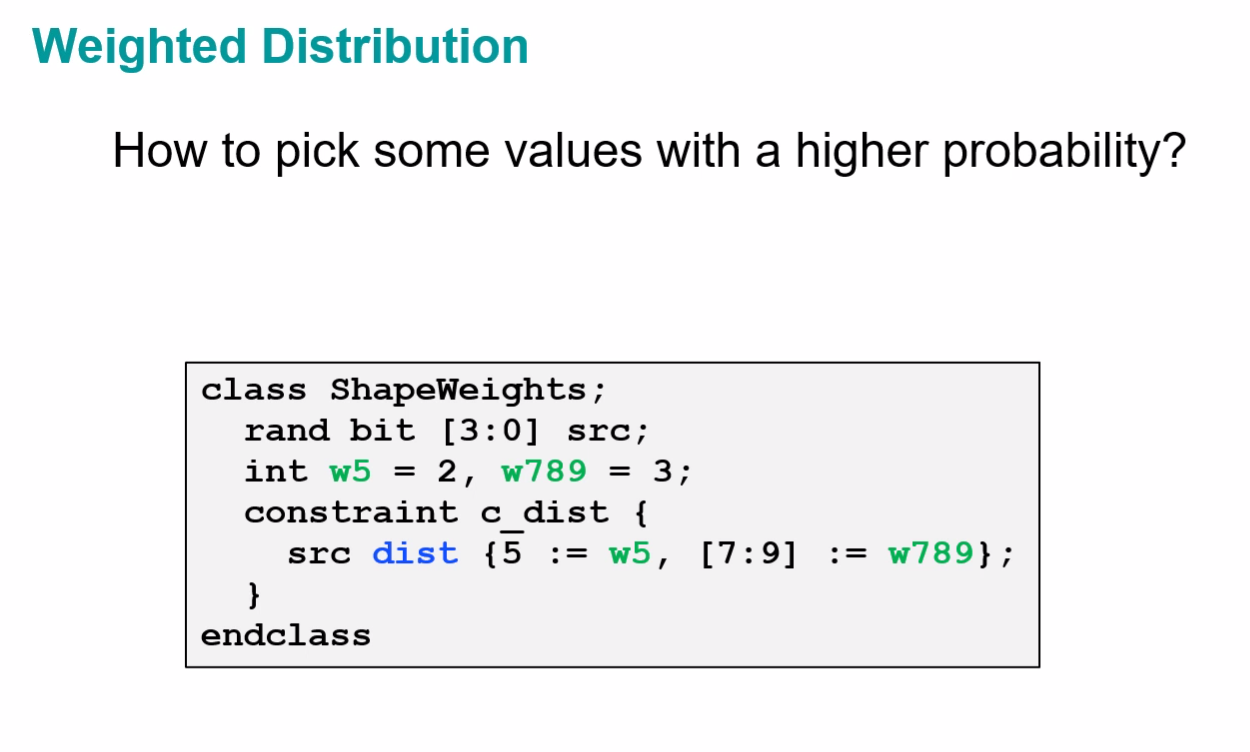 Weighted Distribution
How to pick some values with a higher probability?
class ShapeWeights;
  rand bit [3:0] src;
  int w5 = 2, w789 = 3;
  constraint c_dist {
    src dist {5 := w5, [7:9] := w789};
  }
endclass